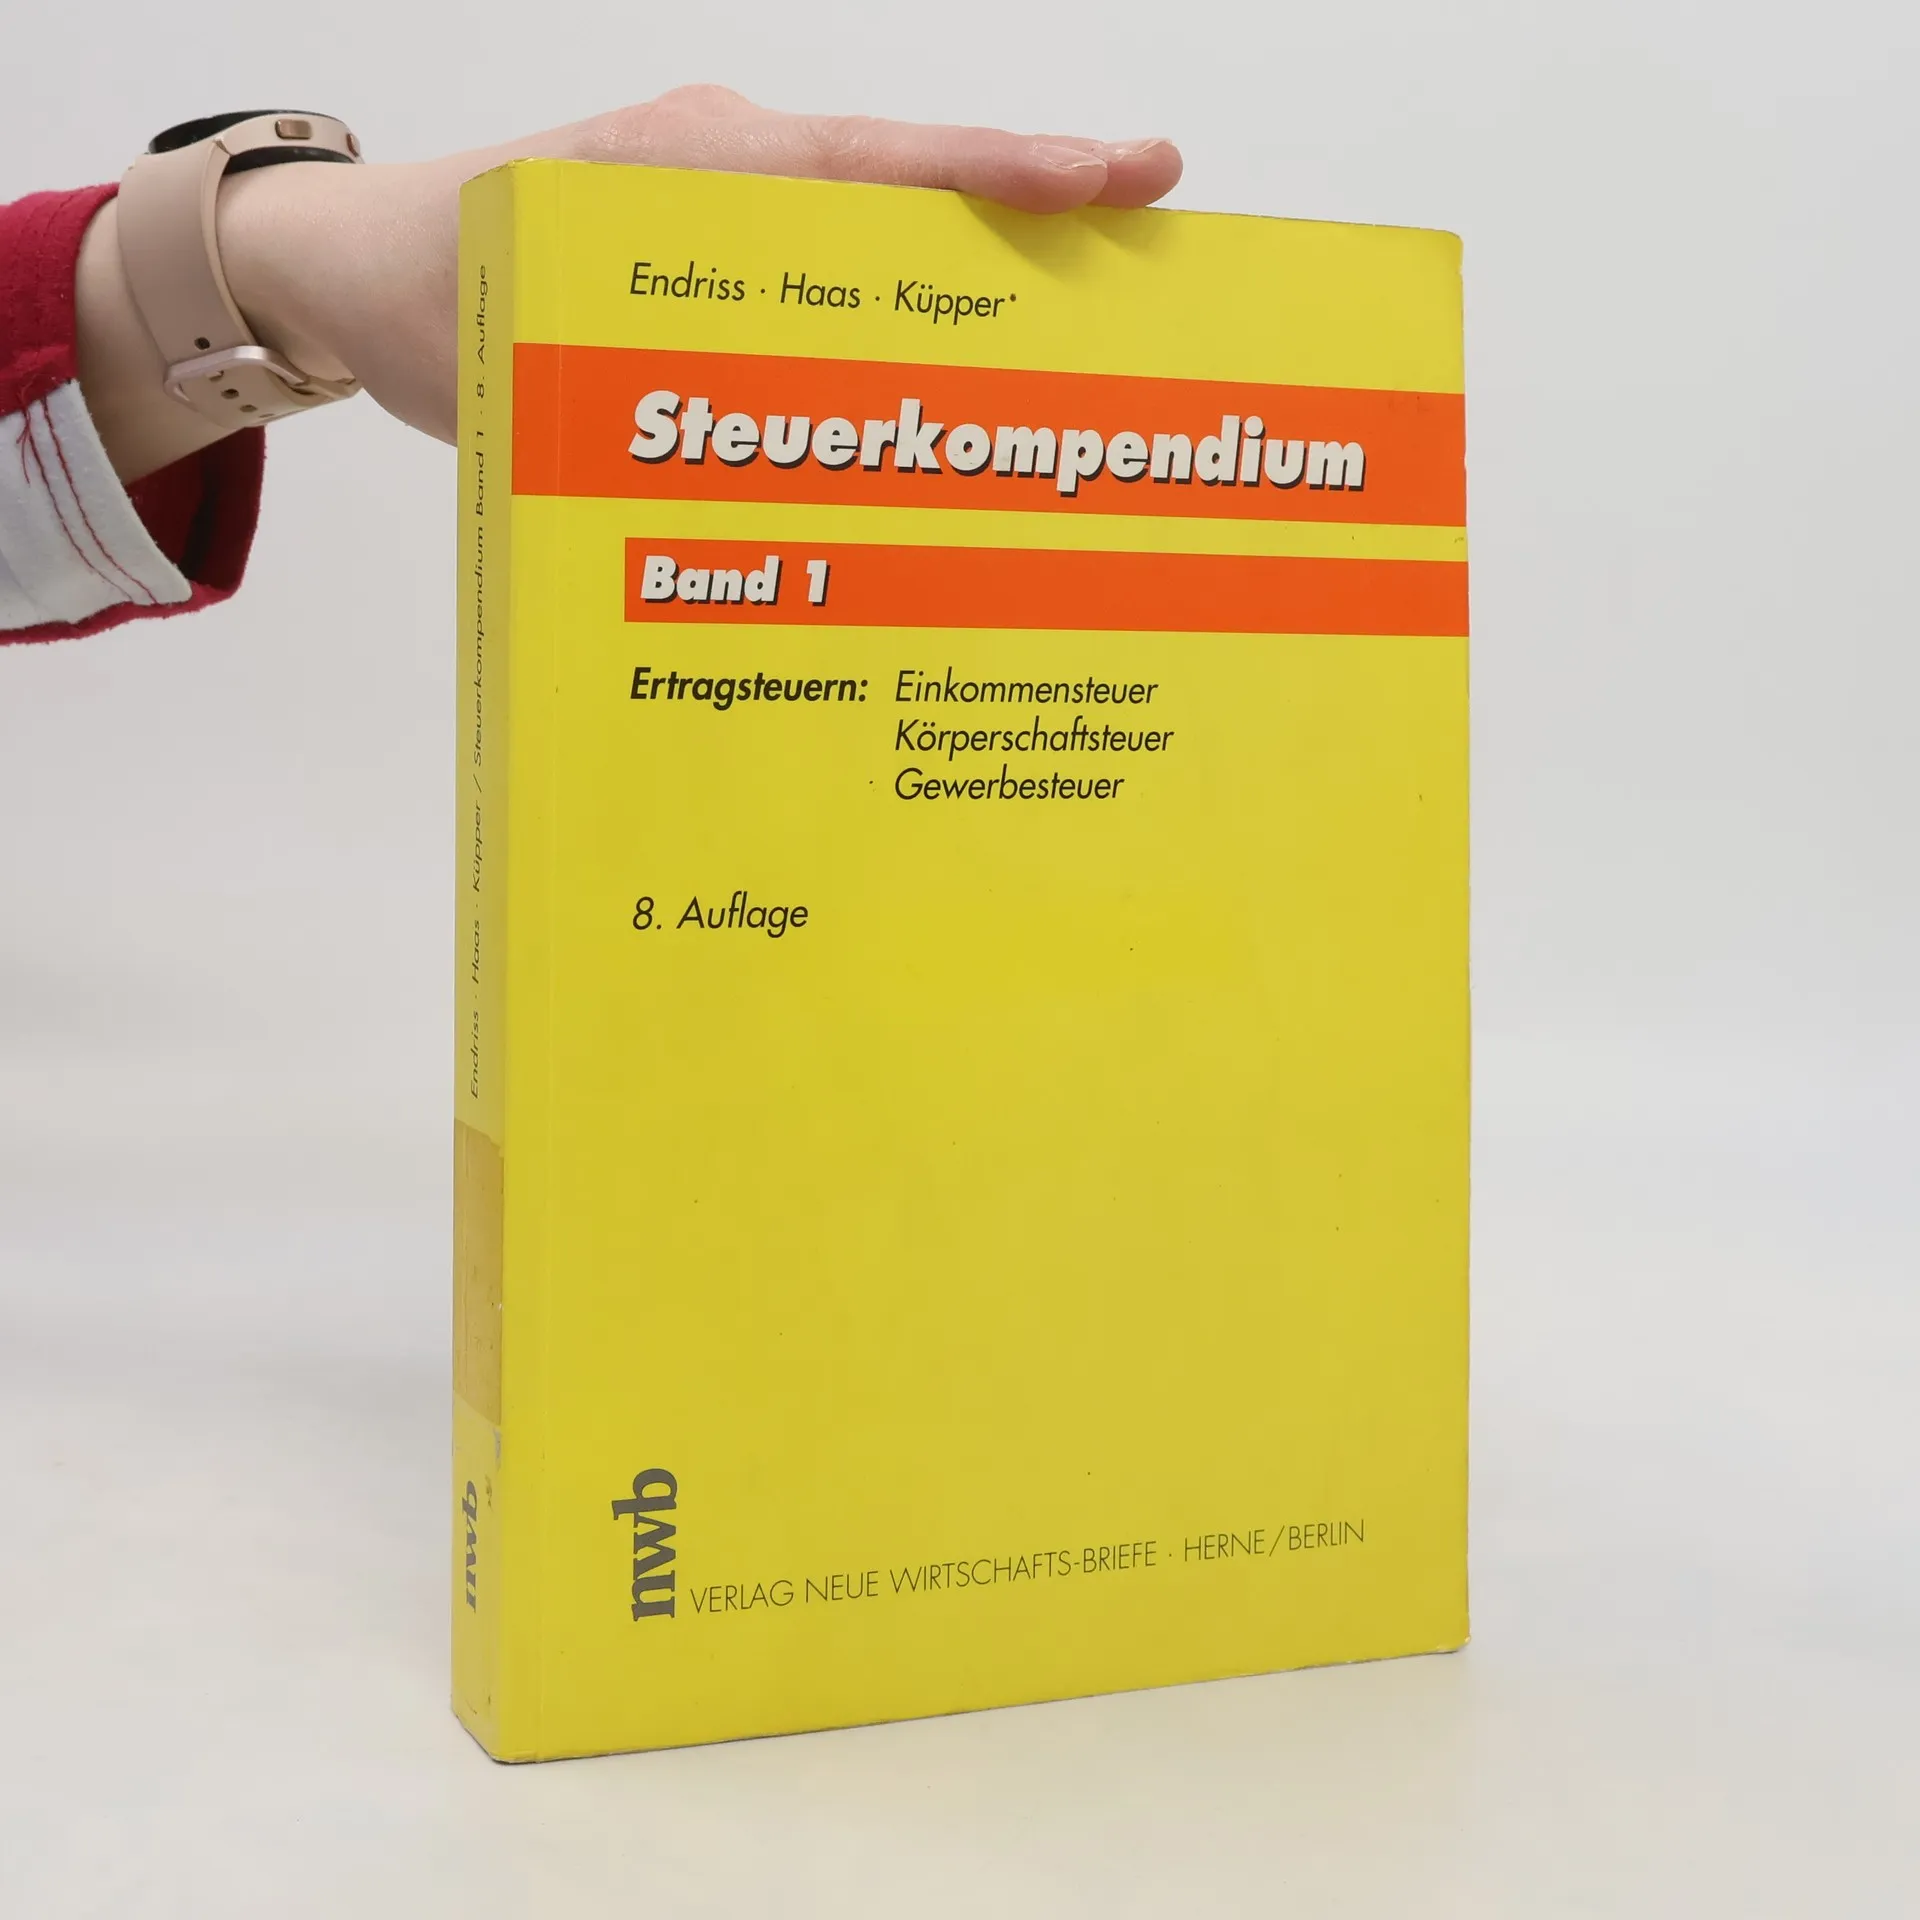 Endriss · Haas · Küpper
Steuerkompendium
Band 1
Ertragsteuern: Einkommensteuer
Körperschaftsteuer
Gewerbesteuer
8. Auflage
nwb
VERLAG NEUE WIRTSCHAFTS-BRIEFE · HERNE/BERLIN
Endriss · Haas · Küpper / Steuerkompendium Band 1 · 8. Auflage
nwb